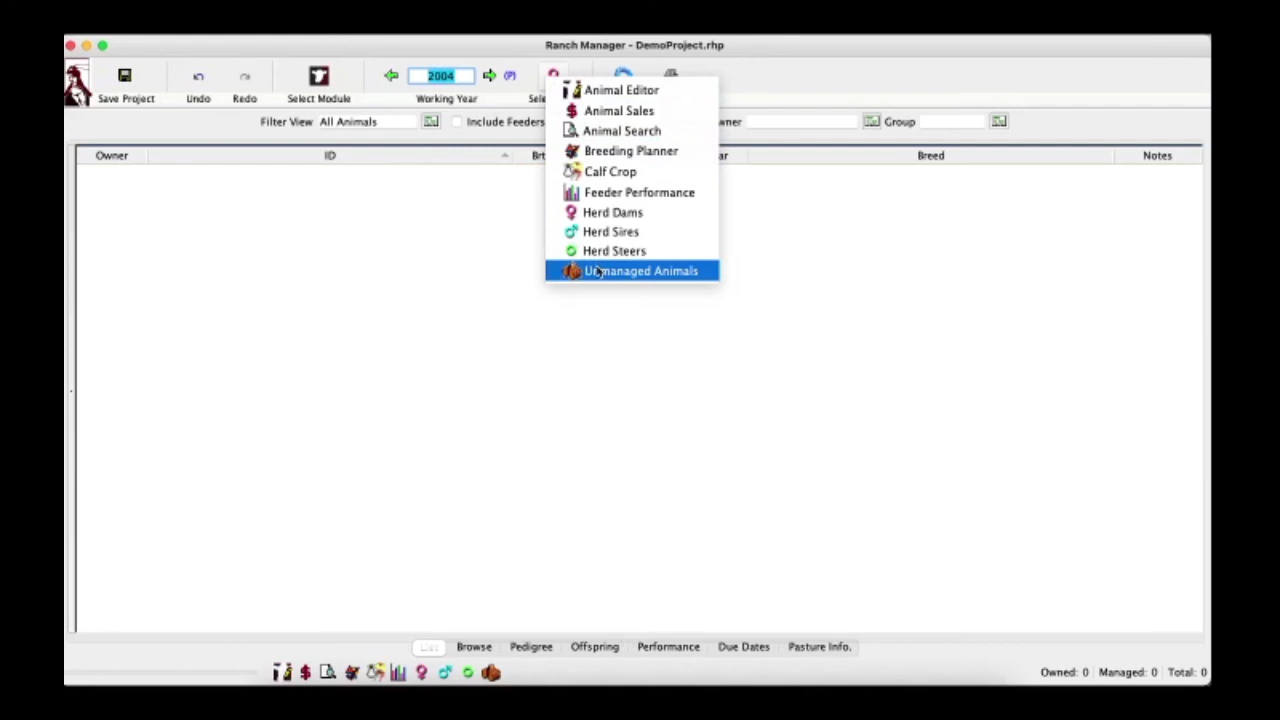 Ranch Manager - DemoProject.rhp
2004 (P)
Save Project Undo Redo Select Module Working Year
Filter View All Animals Include Feeders Group
Animal Editor
Animal Sales
Animal Search
Breeding Planner
Calf Crop
Feeder Performance
Herd Dams
Herd Sires
Herd Steers
Unmanaged Animals
Owner ID Breed Notes
List Browse Pedigree Offspring Performance Due Dates Pasture Info.
Owned: 0 Managed: 0 Total: 0